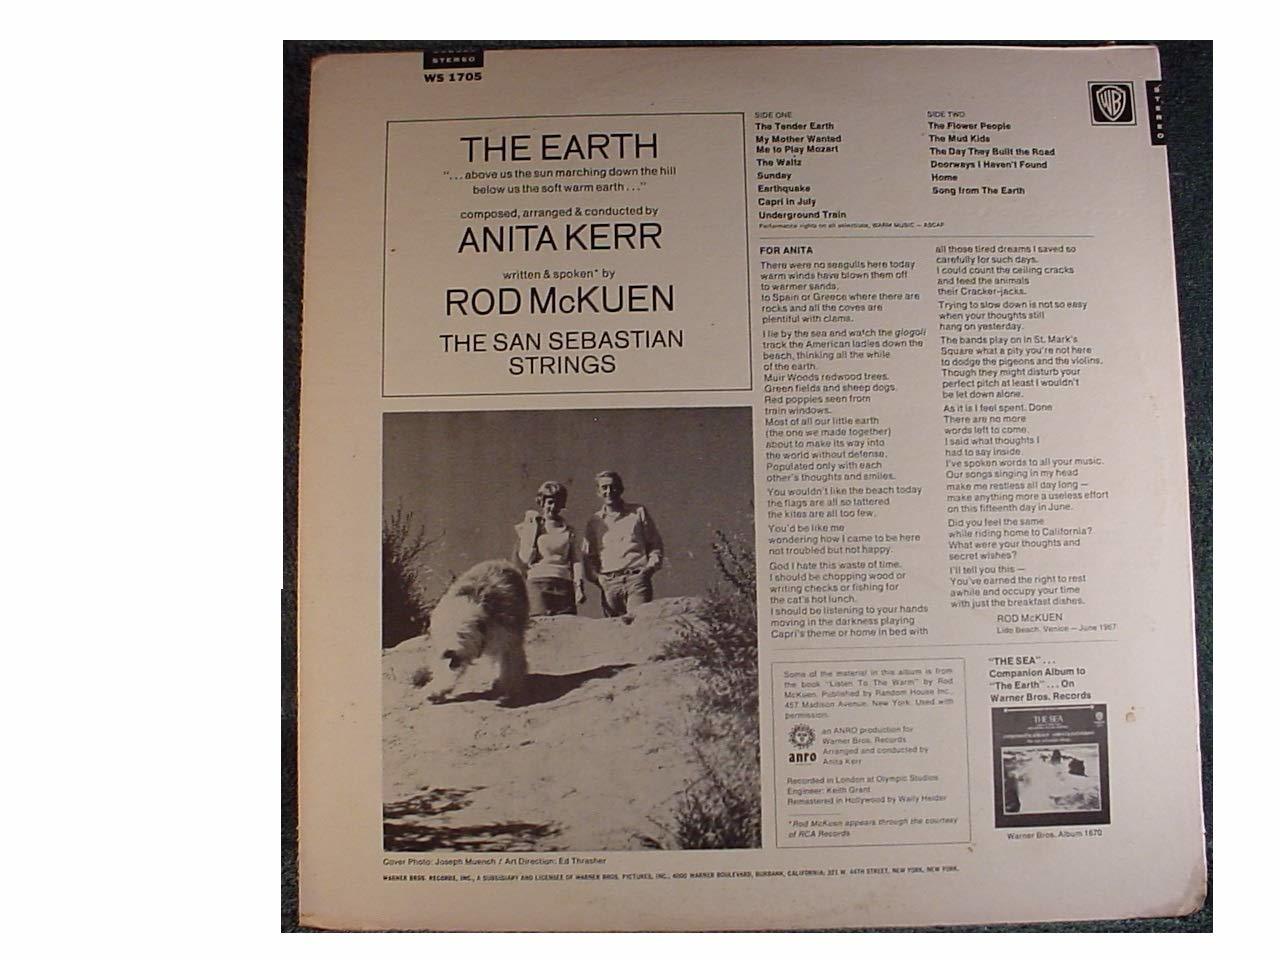 STEREO
WS 1705
THE EARTH
"... above us the sun marching down the hill
below us the soft warm earth ..."
composed, arranged & conducted by
ANITA KERR
written & spoken* by
ROD McKUEN
THE SAN SEBASTIAN
STRINGS
SIDE ONE
The Tender Earth
My Mother Wanted
Me to Play Mozart
The Waltz
Sunday
Earthquake
Capri in July
Underground Train
Performance rights on all selections, WARM MUSIC — ASCAP
SIDE TWO
The Flower People
The Mud Kids
The Day They Built the Road
Doorways I Haven't Found
Home
Song from The Earth
WB
STEREO
FOR ANITA
There were no seagulls here today
warm winds have blown them off
to warmer sands,
to Spain or Greece where there are
rocks and all the coves are
plentiful with clams.
I lie by the sea and watch the giogoli
track the American ladies down the
beach, thinking all the while
of the earth.
Muir Woods redwood trees.
Green fields and sheep dogs.
Red poppies seen from
train windows.
Most of all our little earth
(the one we made together)
about to make its way into
the world without defense.
Populated only with each
other's thoughts and smiles.
You wouldn't like the beach today
the flags are all so tattered
the kites are all too few.
You'd be like me
wondering how I came to be here
not troubled but not happy.
God I hate this waste of time.
I should be chopping wood or
writing checks or fishing for
the cat's hot lunch.
I should be listening to your hands
moving in the darkness playing
Capri's theme or home in bed with
all those tired dreams I saved so
carefully for such days.
I could count the ceiling cracks
and feed the animals
their Cracker-jacks.
Trying to slow down is not so easy
when your thoughts still
hang on yesterday.
The bands play on in St. Mark's
Square what a pity you're not here
to dodge the pigeons and the violins.
Though they might disturb your
perfect pitch at least I wouldn't
be let down alone.
As it is I feel spent. Done
There are no more
words left to come.
I said what thoughts I
had to say inside.
I've spoken words to all your music.
Our songs singing in my head
make me restless all day long —
make anything more a useless effort
on this fifteenth day in June.
Did you feel the same
while riding home to California?
What were your thoughts and
secret wishes?
I'll tell you this —
You've earned the right to rest
awhile and occupy your time
with just the breakfast dishes.
ROD McKUEN
Lido Beach, Venice — June 1967
Some of the material in this album is from
the book "Listen To The Warm" by Rod
McKuen. Published by Random House Inc.,
457 Madison Avenue, New York. Used with
permission.
anro
an ANRO production for
Warner Bros. Records
Arranged and conducted by
Anita Kerr
Recorded in London at Olympic Studios
Engineer: Keith Grant
Remastered in Hollywood by Wally Heider
*Rod McKuen appears through the courtesy
of RCA Records
"THE SEA" ...
Companion Album to
"The Earth" ... On
Warner Bros. Records
THE SEA
Warner Bros. Album 1670
Cover Photo: Joseph Muench / Art Direction: Ed Thrasher
WARNER BROS. RECORDS, INC., A SUBSIDIARY AND LICENSEE OF WARNER BROS. PICTURES, INC., 4000 WARNER BOULEVARD, BURBANK, CALIFORNIA; 321 W. 44TH STREET, NEW YORK, NEW YORK.